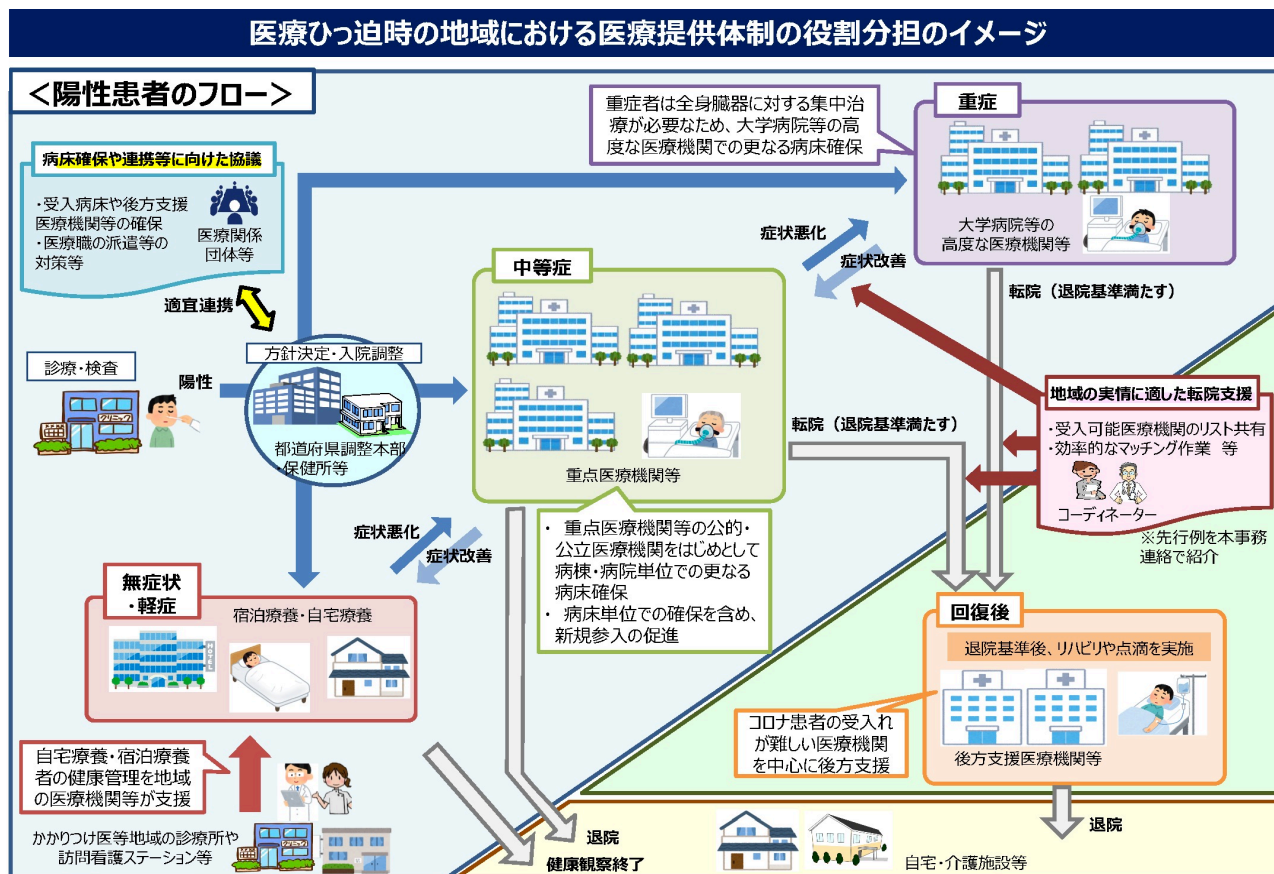 医療ひっ迫時の地域における医療提供体制の役割分担のイメージ
＜陽性患者のフロー＞
病床確保や連携等に向けた協議
・受入病床や後方支援
医療機関等の確保
・医療職の派遣等の
対策等
医療関係
団体等
適宜連携
診療・検査
クリニック
陽性
方針決定・入院調整
都道府県調整本部
・保健所等
重症者は全身臓器に対する集中治
療が必要なため、大学病院等の高
度な医療機関での更なる病床確保
重症
大学病院等の
高度な医療機関等
症状悪化
症状改善
中等症
重点医療機関等
・ 重点医療機関等の公的・
公立医療機関をはじめとして
病棟・病院単位での更なる
病床確保
・ 病床単位での確保を含め、
新規参入の促進
転院（退院基準満たす）
転院（退院基準満たす）
地域の実情に適した転院支援
・受入可能医療機関のリスト共有
・効率的なマッチング作業 等
コーディネーター
※先行例を本事務
連絡で紹介
症状悪化
症状改善
無症状
・軽症
宿泊療養・自宅療養
HOTEL
自宅療養・宿泊療養
者の健康管理を地域
の医療機関等が支援
かかりつけ医等地域の診療所や
訪問看護ステーション等
クリニック
回復後
退院基準後、リハビリや点滴を実施
後方支援医療機関等
コロナ患者の受入れ
が難しい医療機関
を中心に後方支援
退院
健康観察終了
退院
自宅・介護施設等